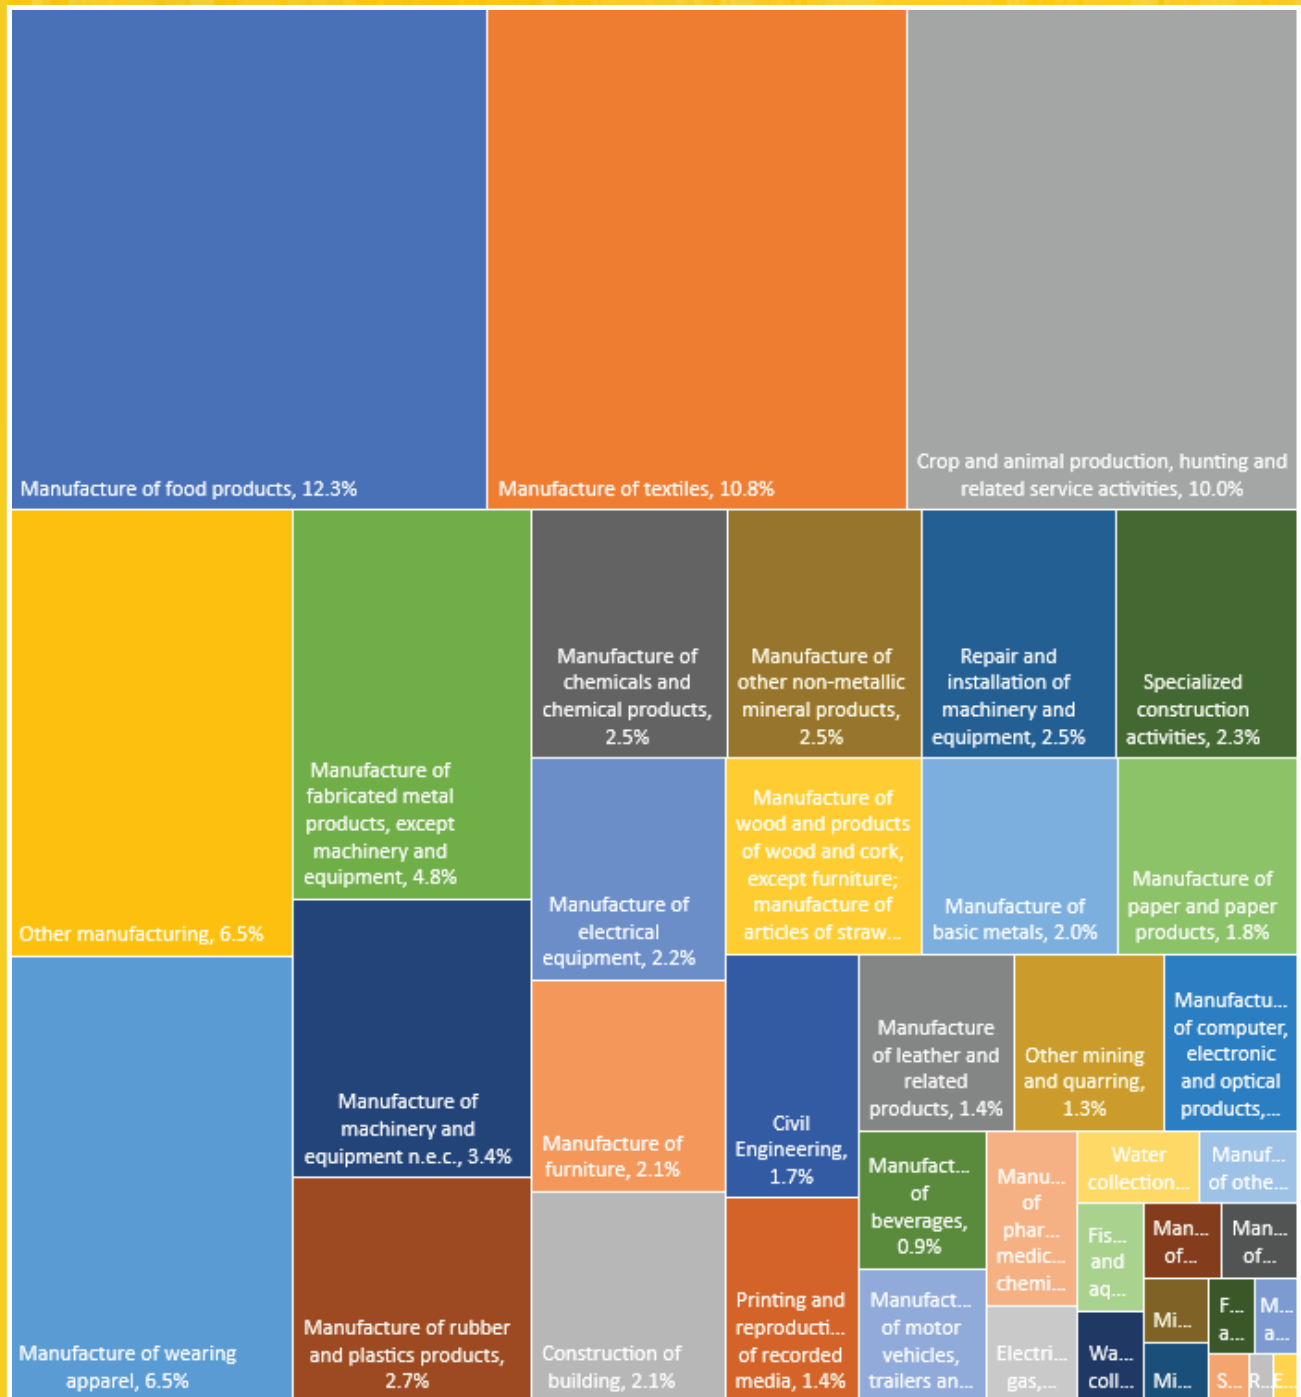 Manufacture of food products, 12.3%
Manufacture of textiles, 10.8%
Crop and animal production, hunting and
related service activities, 10.0%
Other manufacturing, 6.5%
Manufacture of
fabricated metal
products, except
machinery and
equipment, 4.8%
Manufacture of
chemicals and
chemical products,
2.5%
Manufacture of
other non-metallic
mineral products,
2.5%
Repair and
installation of
machinery and
equipment, 2.5%
Specialized
construction
activities, 2.3%
Manufacture of
electrical
equipment, 2.2%
Manufacture of
wood and products
of wood and cork,
except furniture;
manufacture of
articles of straw...
Manufacture of
basic metals, 2.0%
Manufacture of
paper and paper
products, 1.8%
Manufacture of wearing
apparel, 6.5%
Manufacture of
machinery and
equipment n.e.c., 3.4%
Manufacture of rubber
and plastics products,
2.7%
Manufacture of
furniture, 2.1%
Construction of
building, 2.1%
Civil
Engineering,
1.7%
Printing and
reproducti...
of recorded
media, 1.4%
Manufacture
of leather and
related
products, 1.4%
Other mining
and quarring,
1.3%
Manufactu...
of computer,
electronic
and optical
products,...
Manufact...
of
beverages,
0.9%
Manufact...
of motor
vehicles,
trailers an...
Manu...
of
phar...
medic...
chemi...
Electri...
gas,...
Water
collection...
Manuf...
of othe...
Fis...
and
aq...
Man...
of...
Man...
of...
Wa...
coll...
Mi...
F...
a...
M...
a...
Mi...
S...
R...
E...